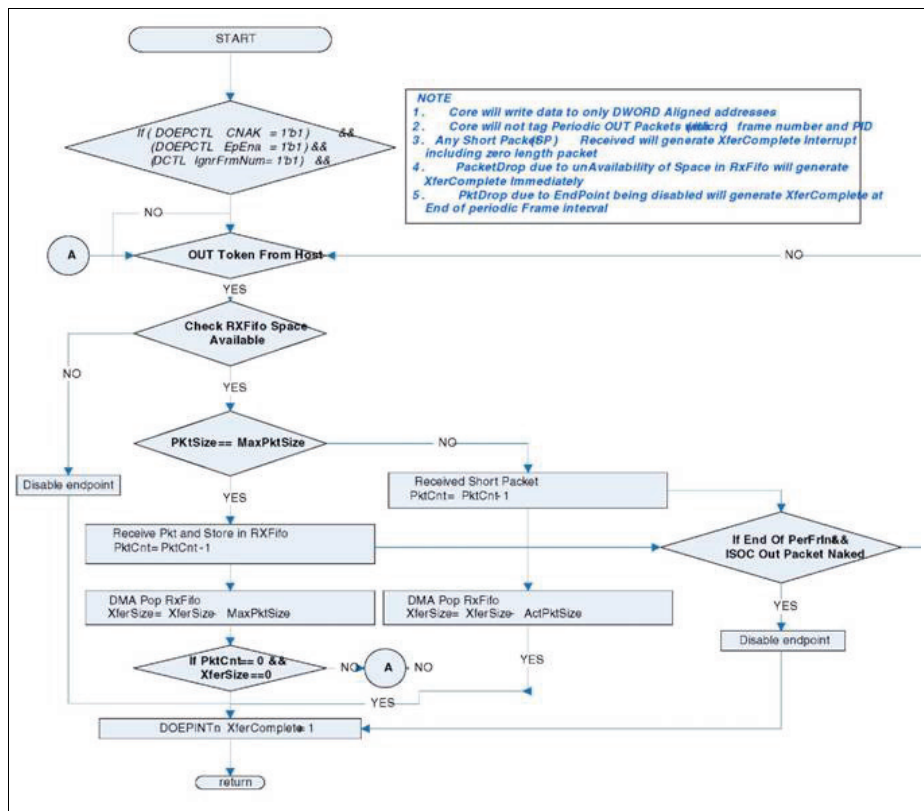 START
If ( DOEPCTL CNAK = 1'b1) &&
(DOEPCTL EpEna = 1'b1) &&
(DCTL IgnrFrmNum= 1'b1) &&
NOTE
1. Core will write data to only DWORD Aligned addresses
2. Core will not tag Periodic OUT Packets (micro) frame number and PID
3. Any Short Packet(SP) Received will generate XferComplete Interrupt
including zero length packet
4. PacketDrop due to unAvailability of Space in RxFifo will generate
XferComplete Immediately
5. PktDrop due to EndPoint being disabled will generate XferComplete at
End of periodic Frame interval
NO
A
OUT Token From Host
NO
YES
Check RXFifo Space
Available
NO
YES
PKtSize== MaxPktSize
NO
Disable endpoint
YES
Received Short Packet
PktCnt= PktCnt-1
Receive Pkt and Store in RXFifo
PktCnt=PktCnt-1
If End Of PerFrIn&&
ISOC Out Packet Naked
DMA Pop RxFifo
XferSize= XferSize- MaxPktSize
DMA Pop RxFifo
XferSize= XferSize- ActPktSize
YES
Disable endpoint
If PktCnt== 0 &&
XferSize==0
NO
A
NO
YES
YES
DOEPINTn XferComplete=1
return